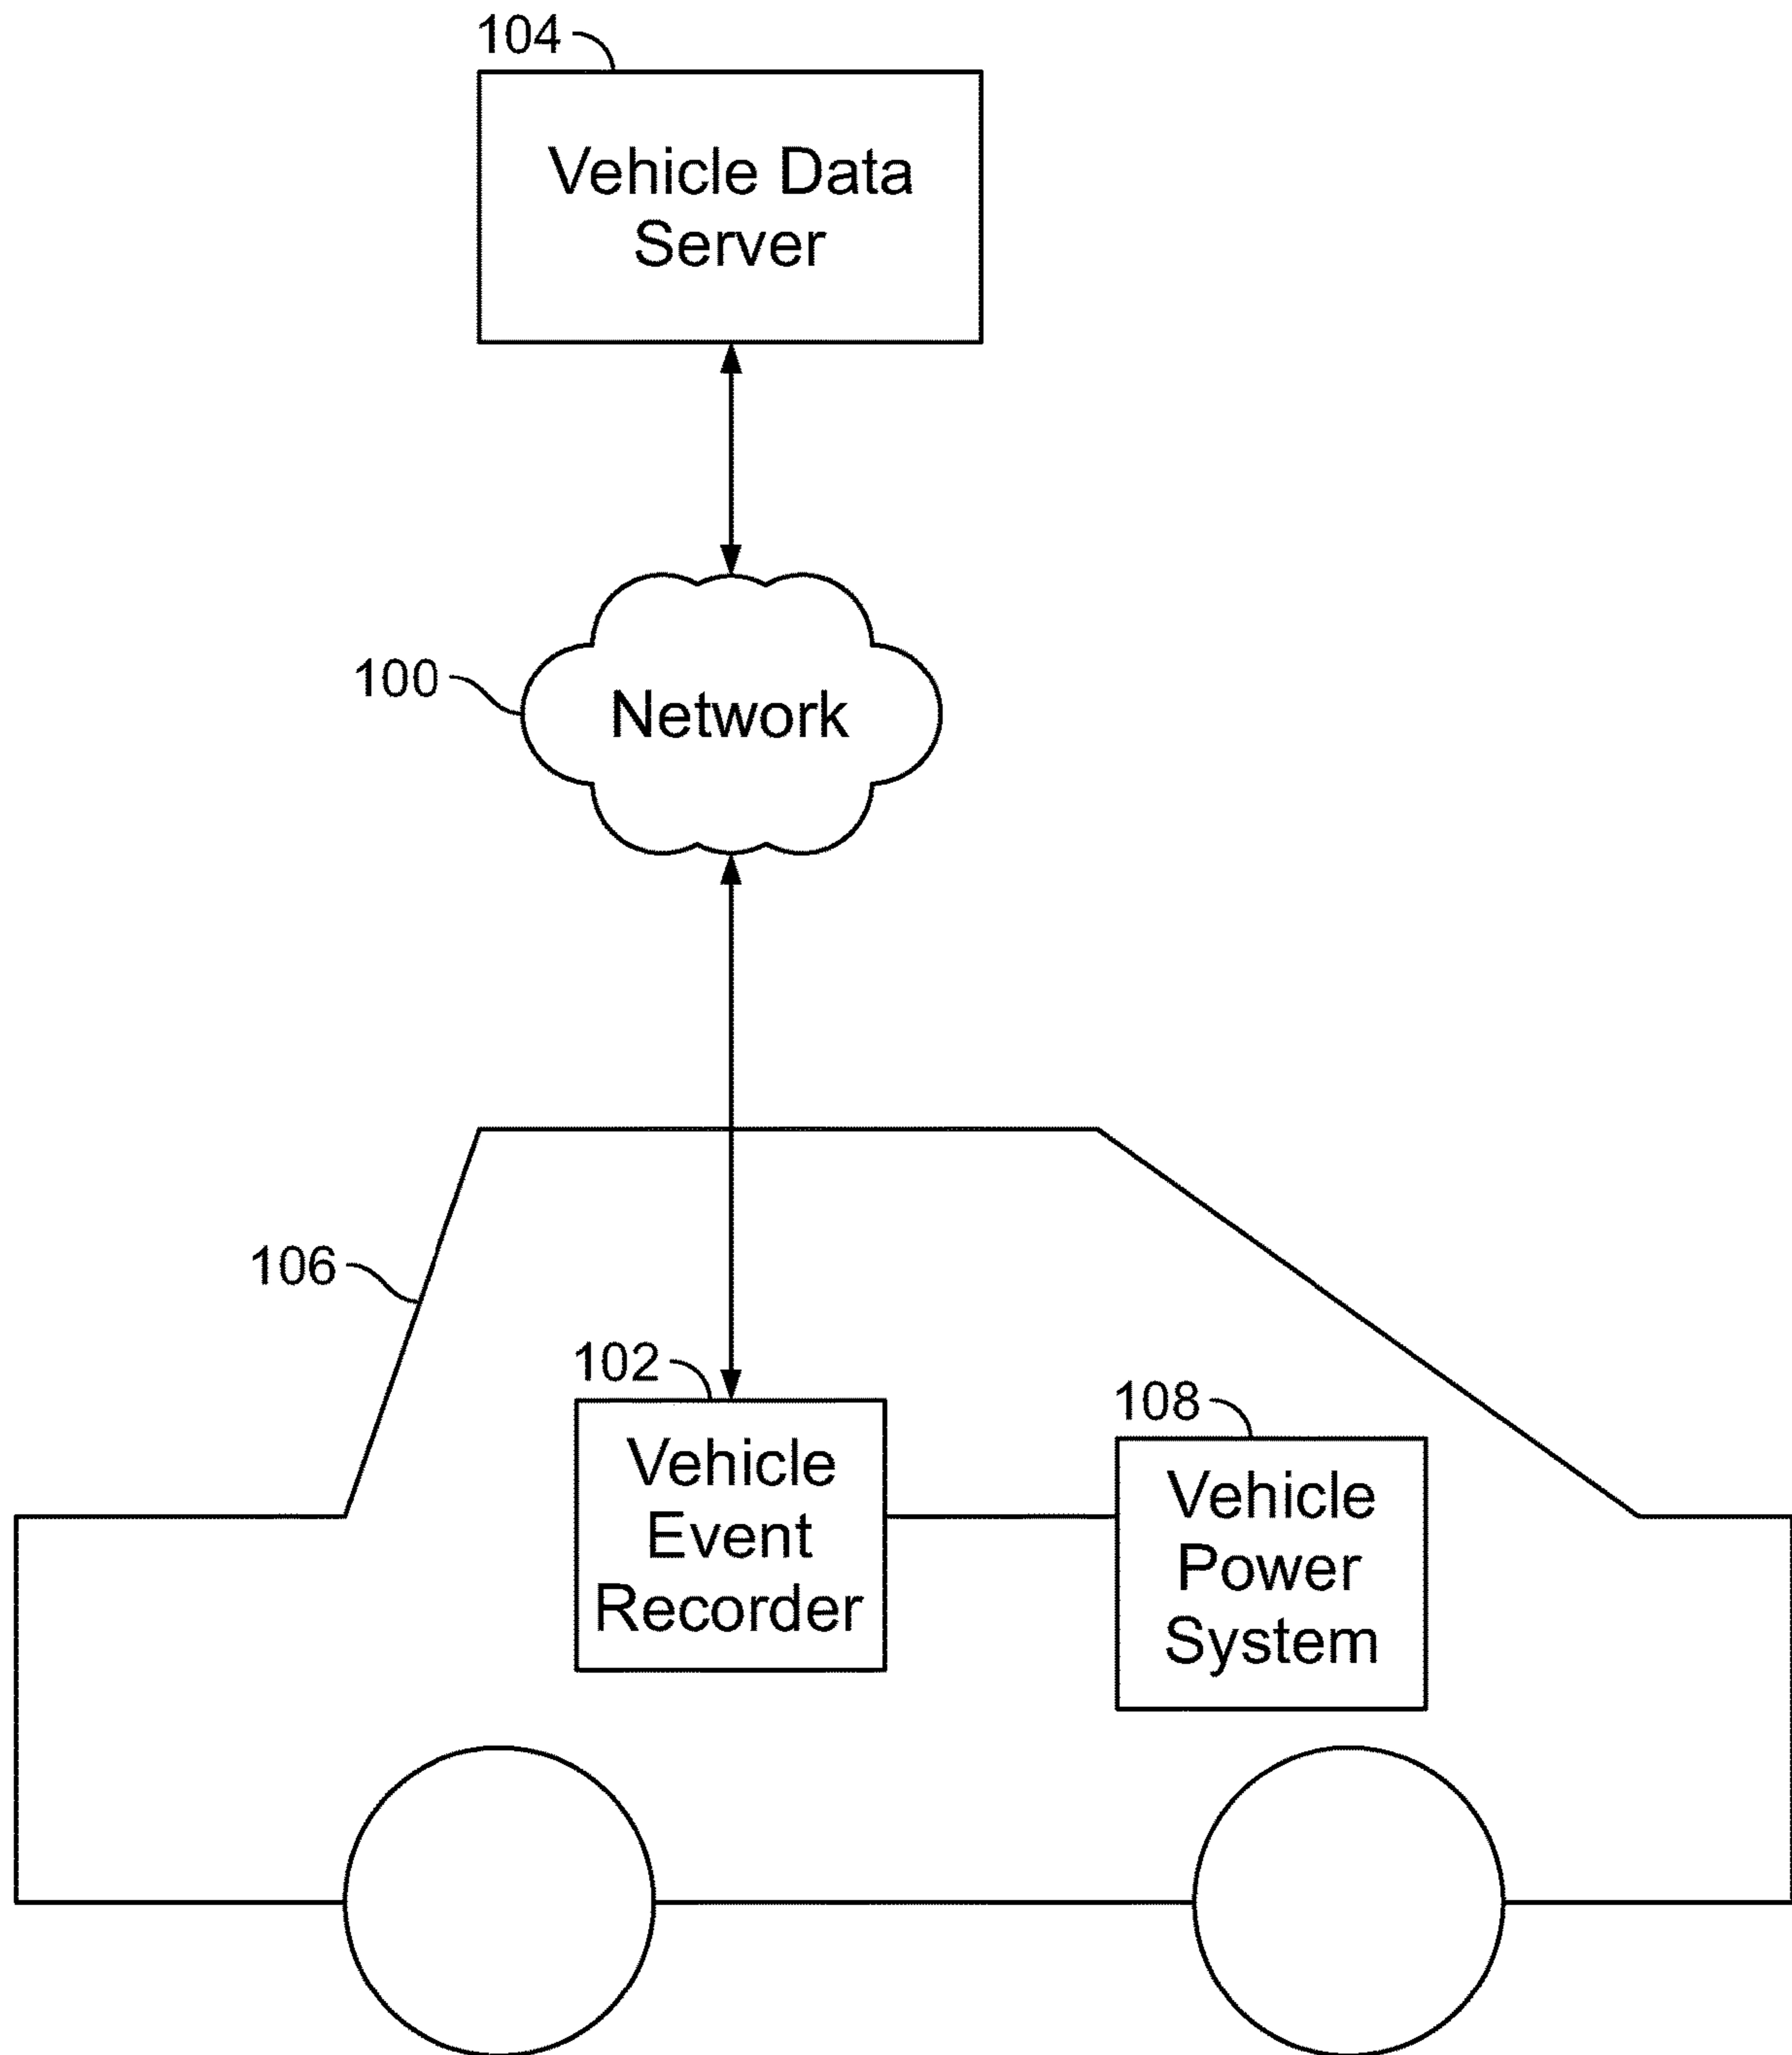 104
Vehicle Data
Server
100
Network
106
102
Vehicle
Event
Recorder
108
Vehicle
Power
System